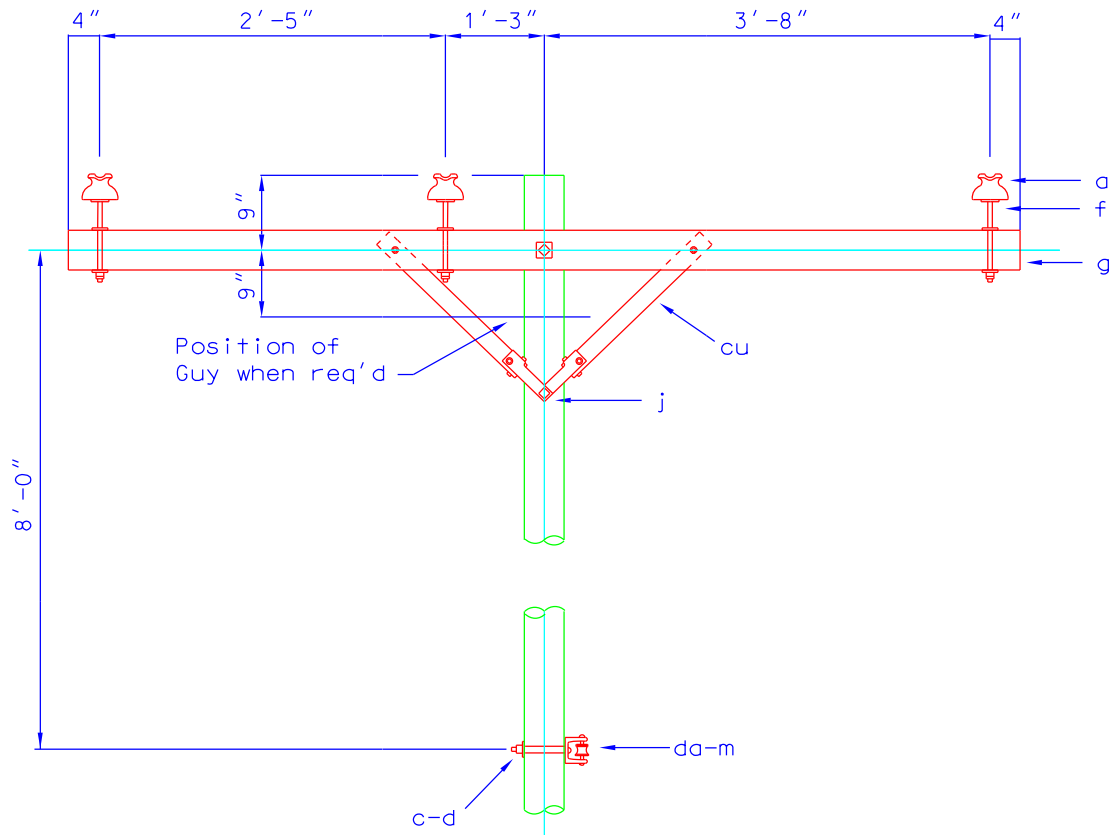 4" 2'-5" 1'-3" 3'-8" 4"
a
f
9"
g
9"
Position of
Guy when req'd
cu
j
8'-0"
da-m
c-d